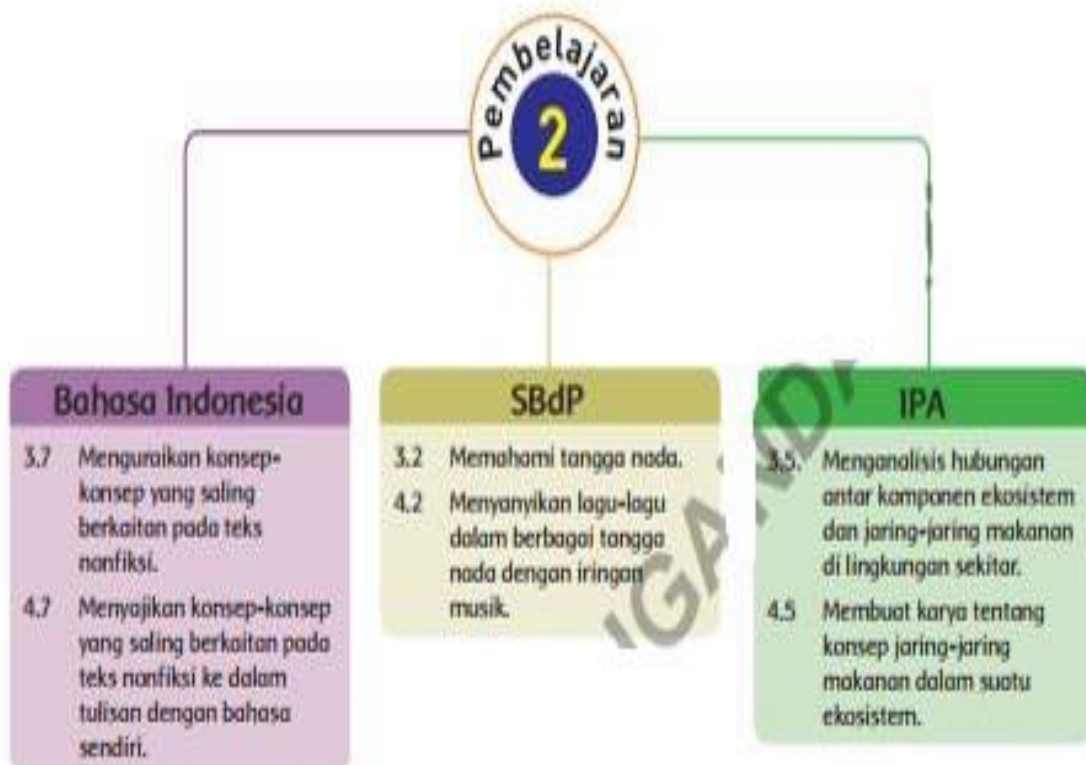 Pembelajaran
2
Bahasa Indonesia
3.7 Menguraikan konsep-
konsep yang saling
berkaitan pada teks
nonfiksi.
4.7 Menyajikan konsep-konsep
yang saling berkaitan pada
teks nonfiksi ke dalam
tulisan dengan bahasa
sendiri.
SBdP
3.2 Memahami tangga nada.
4.2 Menyanyikan lagu-lagu
dalam berbagai tangga
nada dengan iringan
musik.
IPA
3.5. Menganalisis hubungan
antar komponen ekosistem
dan jaring-jaring makanan
di lingkungan sekitar.
4.5 Membuat karya tentang
konsep jaring-jaring
makanan dalam suatu
ekosistem.